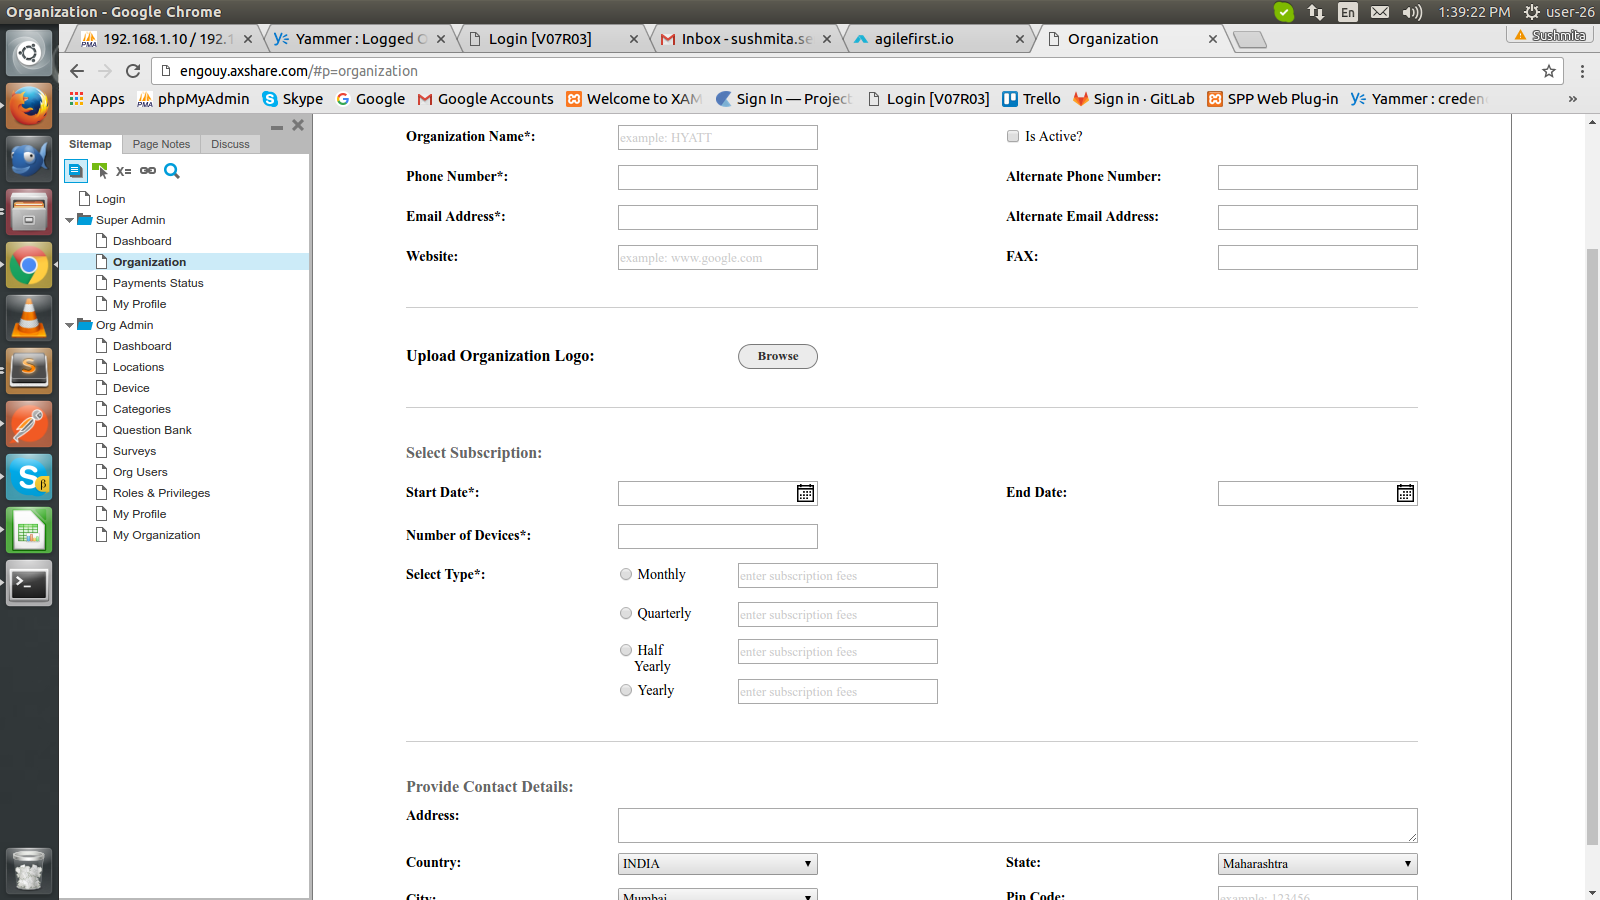 Organization - Google Chrome
En
1:39:22 PM
user-26
192.168.1.10 / 192.1
Yammer : Logged O
Login [V07R03]
Inbox - sushmita.se
agilefirst.io
Organization
Sushmita
engouy.axshare.com/#p=organization
Apps
phpMyAdmin
Skype
Google
Google Accounts
Welcome to XAM
Sign In — Project
Login [V07R03]
Trello
Sign in · GitLab
SPP Web Plug-in
Yammer : creden
»
Sitemap
Page Notes
Discuss
X=
Login
Super Admin
Dashboard
Organization
Payments Status
My Profile
Org Admin
Dashboard
Locations
Device
Categories
Question Bank
Surveys
Org Users
Roles & Privileges
My Profile
My Organization
Organization Name*:
example: HYATT
Is Active?
Phone Number*:
Alternate Phone Number:
Email Address*:
Alternate Email Address:
Website:
example: www.google.com
FAX:
Upload Organization Logo:
Browse
Select Subscription:
Start Date*:
End Date:
Number of Devices*:
Select Type*:
Monthly
enter subscription fees
Quarterly
enter subscription fees
Half
Yearly
enter subscription fees
Yearly
enter subscription fees
Provide Contact Details:
Address:
Country:
INDIA
State:
Maharashtra
City:
Mumbai
Pin Code:
example: 123456